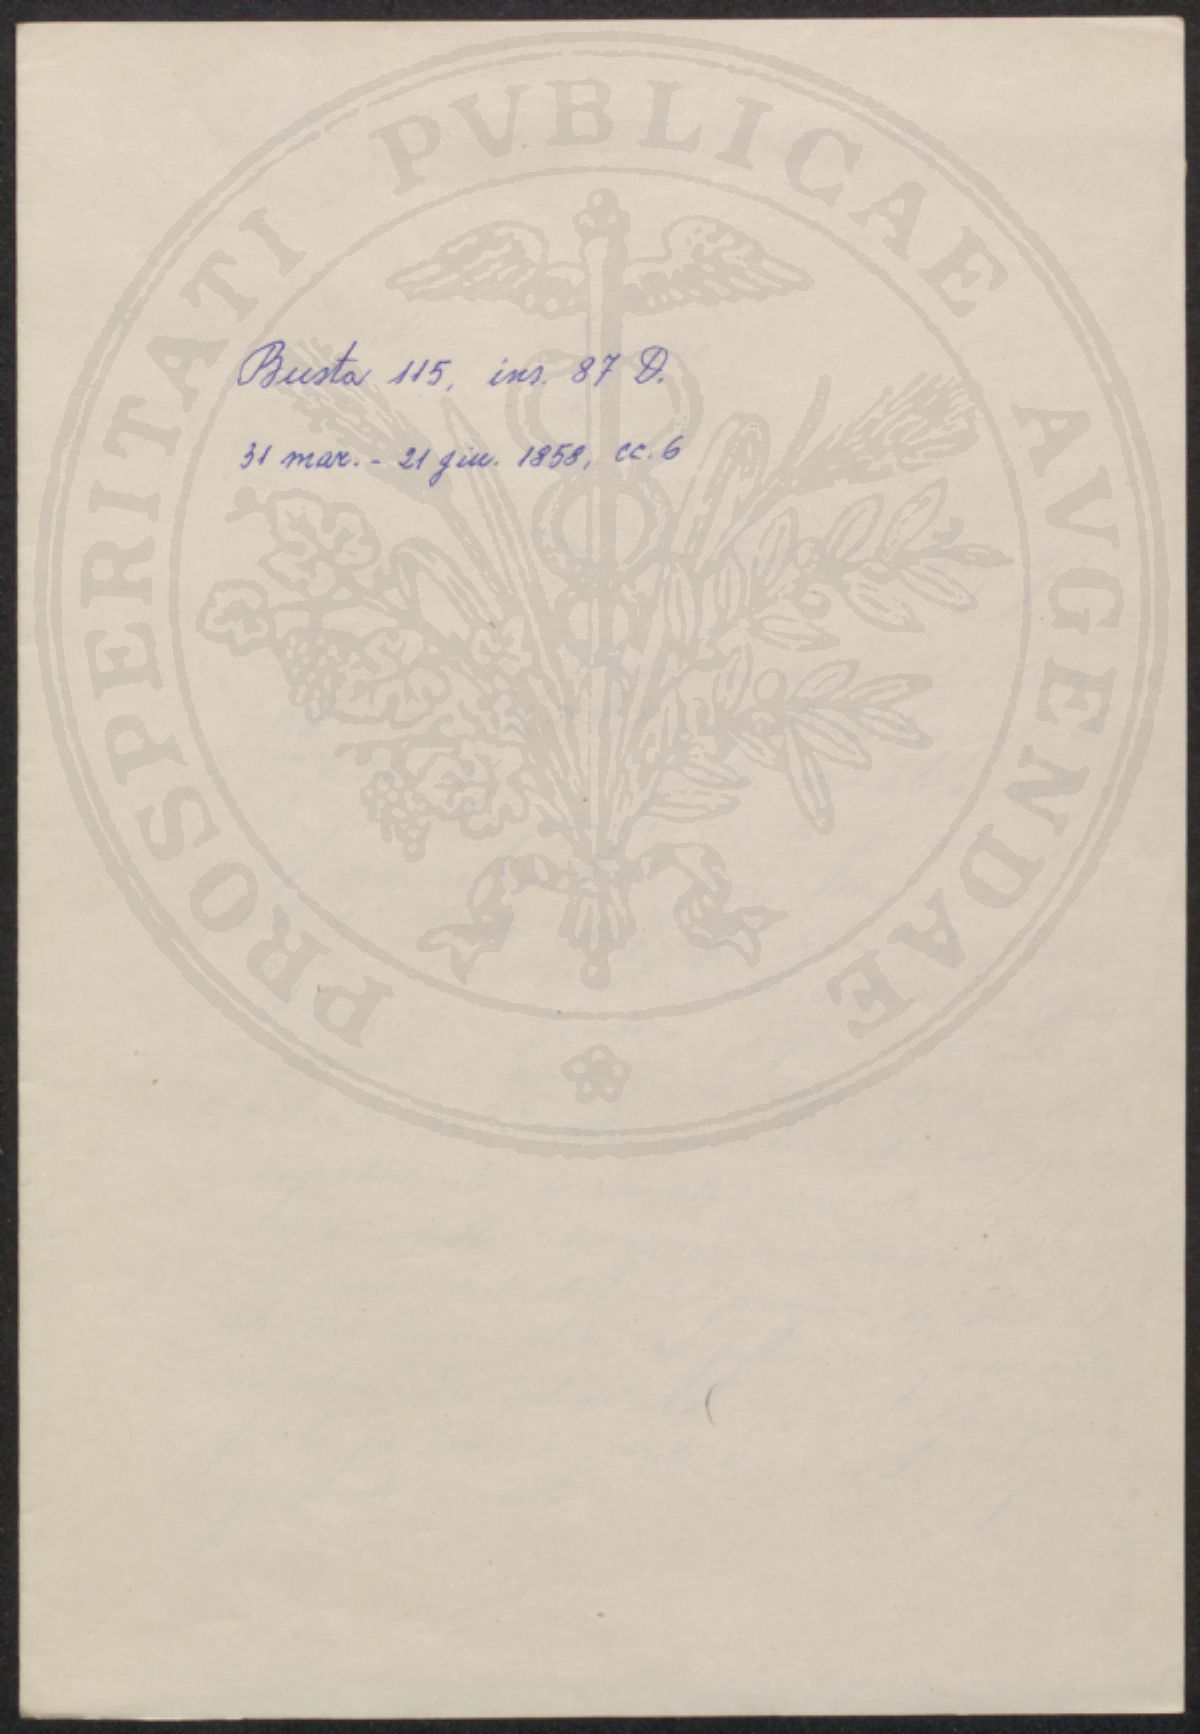 PROSPERITATI PVBLICAE AVGENDAE
Busta 115, ins. 87 D.
31 mar. - 21 giu. 1858, cc. 6